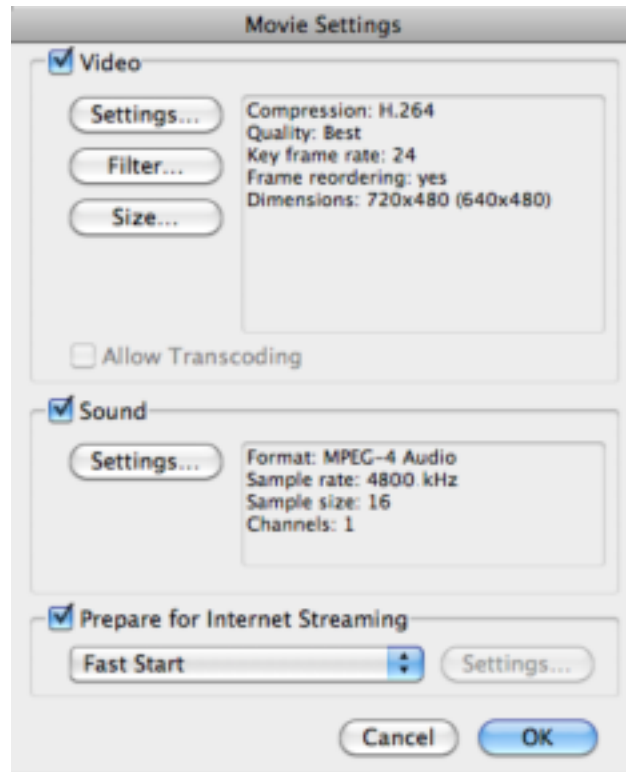 Movie Settings
Video
Settings...
Filter...
Size...
Compression: H.264
Quality: Best
Key frame rate: 24
Frame reordering: yes
Dimensions: 720x480 (640x480)
Allow Transcoding
Sound
Settings...
Format: MPEG-4 Audio
Sample rate: 4800 kHz
Sample size: 16
Channels: 1
Prepare for Internet Streaming
Fast Start
Settings...
Cancel
OK